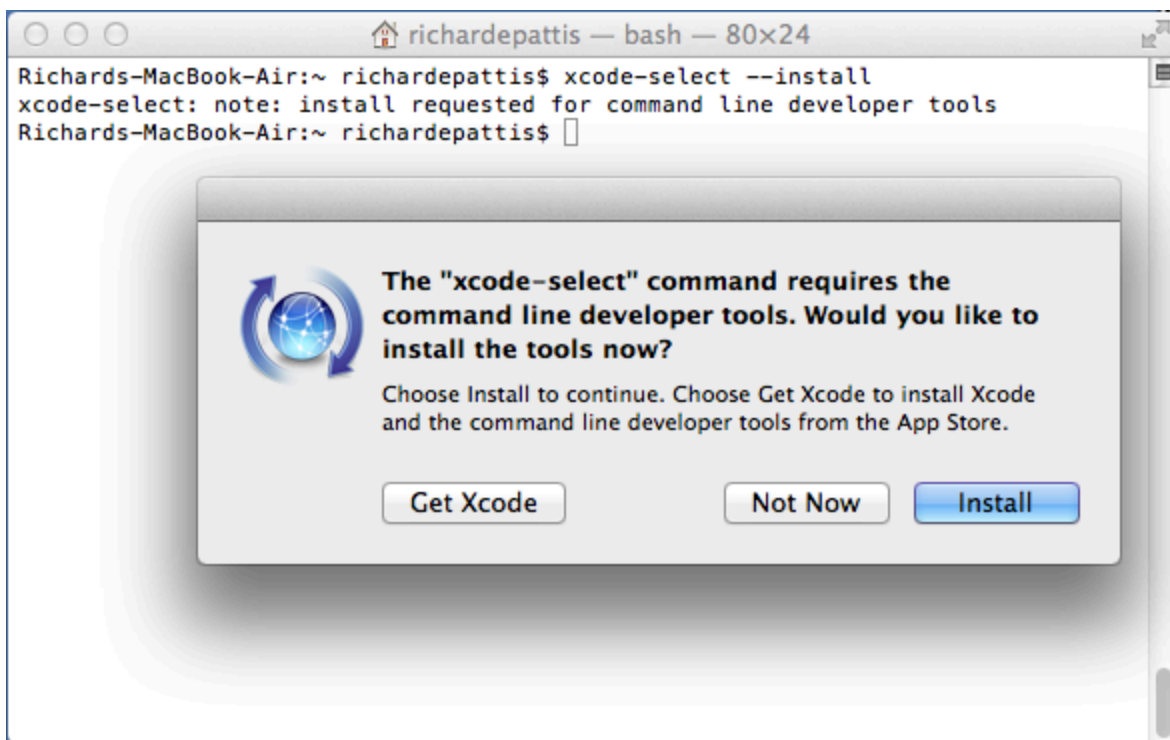 richardepattis — bash — 80×24
Richards-MacBook-Air:~ richardepattis$ xcode-select --install
xcode-select: note: install requested for command line developer tools
Richards-MacBook-Air:~ richardepattis$
The "xcode-select" command requires the
command line developer tools. Would you like to
install the tools now?
Choose Install to continue. Choose Get Xcode to install Xcode
and the command line developer tools from the App Store.
Get Xcode Not Now Install